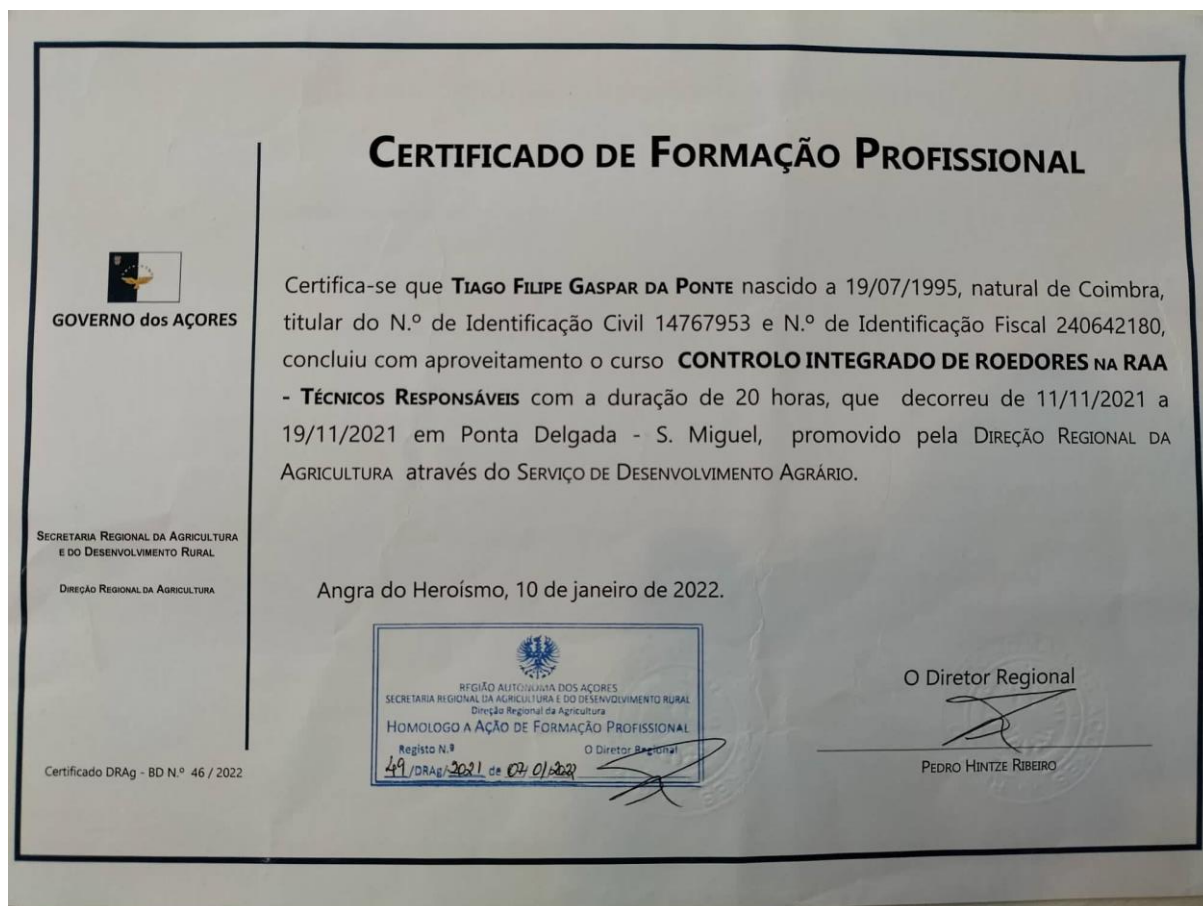 CERTIFICADO DE FORMAÇÃO PROFISSIONAL
GOVERNO dos AÇORES
SECRETARIA REGIONAL DA AGRICULTURA
E DO DESENVOLVIMENTO RURAL
DIREÇÃO REGIONAL DA AGRICULTURA
Certificado DRAg - BD N.º 46 / 2022
Certifica-se que TIAGO FILIPE GASPAR DA PONTE nascido a 19/07/1995, natural de Coimbra,
titular do N.º de Identificação Civil 14767953 e N.º de Identificação Fiscal 240642180,
concluiu com aproveitamento o curso CONTROLO INTEGRADO DE ROEDORES NA RAA
- TÉCNICOS RESPONSÁVEIS com a duração de 20 horas, que decorreu de 11/11/2021 a
19/11/2021 em Ponta Delgada - S. Miguel, promovido pela DIREÇÃO REGIONAL DA
AGRICULTURA através do SERVIÇO DE DESENVOLVIMENTO AGRÁRIO.
Angra do Heroísmo, 10 de janeiro de 2022.
REGIÃO AUTÓNOMA DOS AÇORES
SECRETARIA REGIONAL DA AGRICULTURA E DO DESENVOLVIMENTO RURAL
Direção Regional da Agricultura
HOMOLOGO A AÇÃO DE FORMAÇÃO PROFISSIONAL
Registo N.º O Diretor Regional
49/DRAg/2021 de
O Diretor Regional
PEDRO HINTZE RIBEIRO